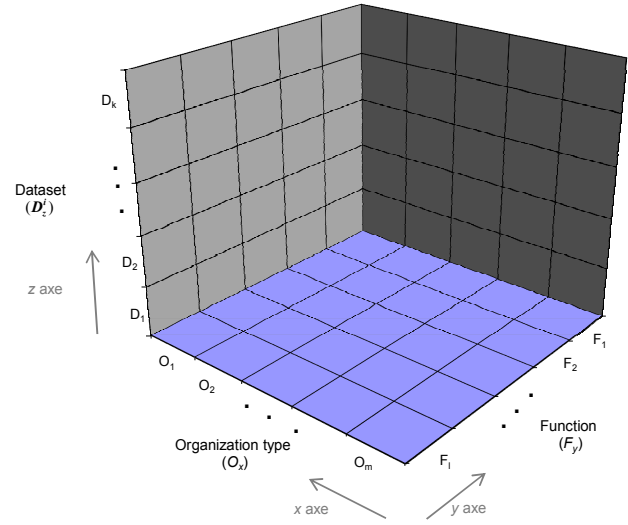 D_k
Dataset
(D_z^i)
D_2
z axe
D_1
O_1
O_2
Organization type
(O_x)
O_m
x axe
F_1
F_2
Function
(F_y)
F_l
y axe